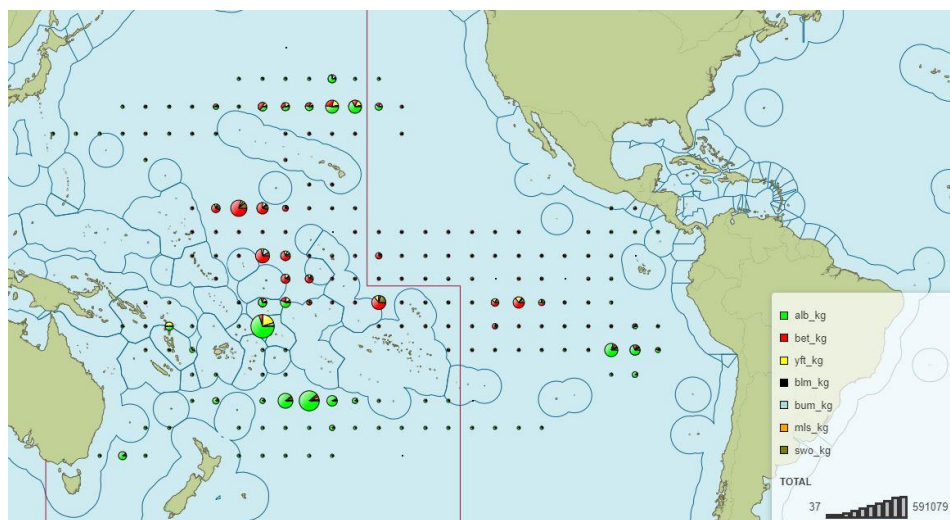 alb_kg
bet_kg
yft_kg
blm_kg
bum_kg
mls_kg
swo_kg
TOTAL
37 591079